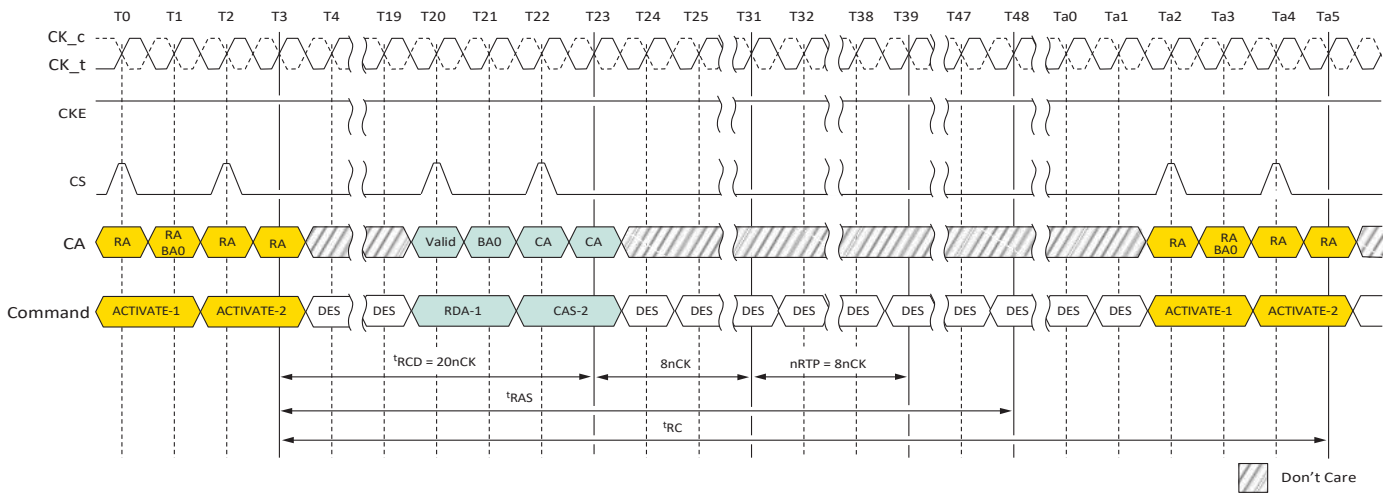 T0 T1 T2 T3 T4 T19 T20 T21 T22 T23 T24 T25 T31 T32 T38 T39 T47 T48 Ta0 Ta1 Ta2 Ta3 Ta4 Ta5
CK_c
CK_t
CKE
CS
CA RA RA BA0 RA RA Valid BA0 CA CA RA RA BA0 RA RA
Command ACTIVATE-1 ACTIVATE-2 DES DES RDA-1 CAS-2 DES DES DES DES DES DES DES DES DES DES ACTIVATE-1 ACTIVATE-2
tRCD = 20nCK 8nCK nRTP = 8nCK
tRAS
tRC
Don't Care